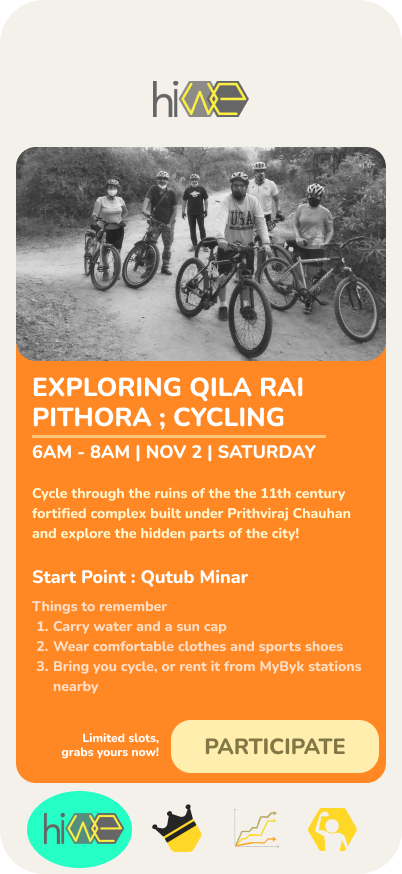 hiwe
USA
EXPLORING QILA RAI
PITHORA ; CYCLING
6AM - 8AM | NOV 2 | SATURDAY
Cycle through the ruins of the the 11th century
fortified complex built under Prithviraj Chauhan
and explore the hidden parts of the city!
Start Point : Qutub Minar
Things to remember
1. Carry water and a sun cap
2. Wear comfortable clothes and sports shoes
3. Bring you cycle, or rent it from MyByk stations
nearby
Limited slots,
grabs yours now!
PARTICIPATE
hiwe